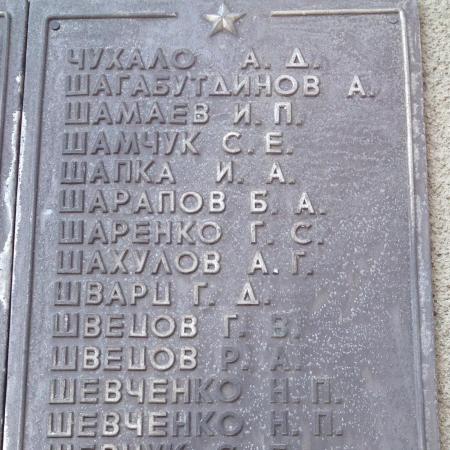 ЧУХАЛО А. Д.
ШАГАБУТДИНОВ А.
ШАМАЕВ И. П.
ШАМЧУК С. Е.
ШАПКА И. А.
ШАРАПОВ Б. А.
ШАРЕНКО Г. С.
ШАХУЛОВ А. Г.
ШВАРЦ Г. Д.
ШВЕЦОВ Г. В.
ШВЕЦОВ Р. А.
ШЕВЧЕНКО Н. П.
ШЕВЧЕНКО Н. П.